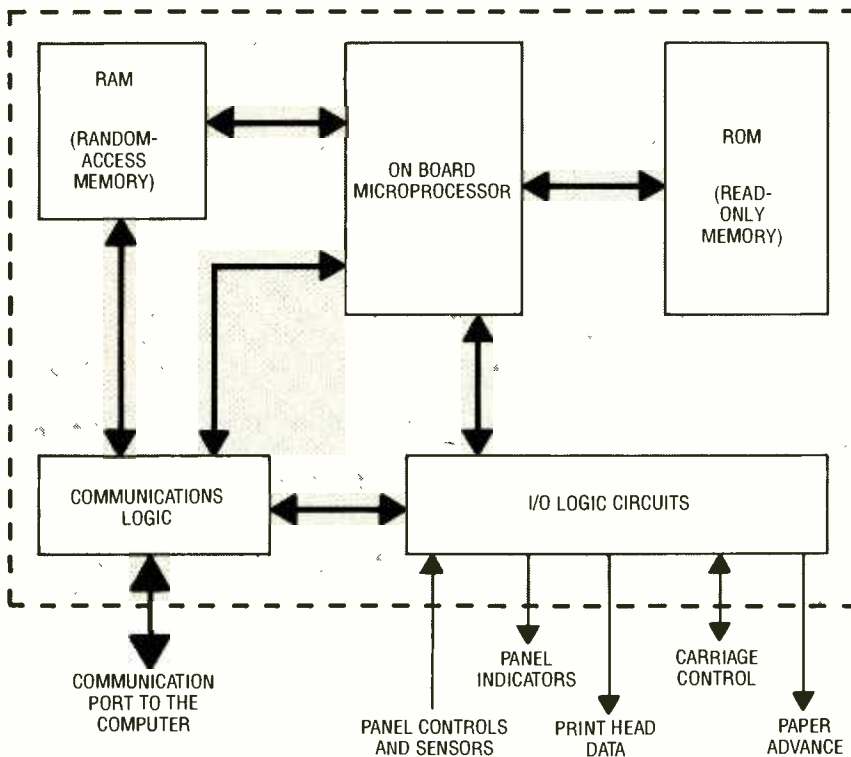 RAM
(RANDOM-
ACCESS
MEMORY)
ON BOARD
MICROPROCESSOR
ROM
(READ-
ONLY
MEMORY)
COMMUNICATIONS
LOGIC
I/O LOGIC CIRCUITS
COMMUNICATION
PORT TO THE
COMPUTER
PANEL CONTROLS
AND SENSORS
PANEL
INDICATORS
PRINT HEAD
DATA
CARRIAGE
CONTROL
PAPER
ADVANCE